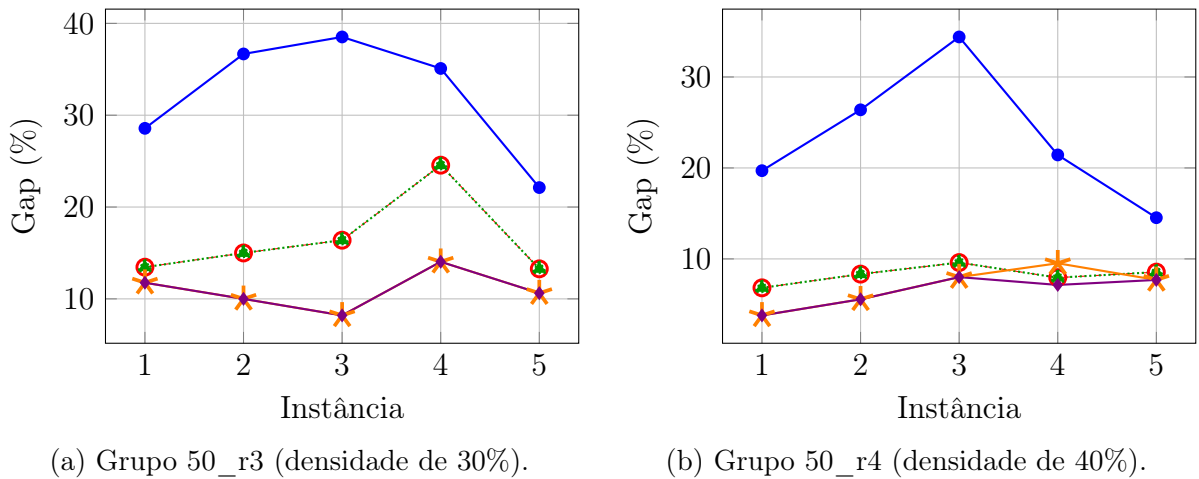 Gap (%)
40
30
20
10
1 2 3 4 5
Instância
(a) Grupo 50_r3 (densidade de 30%).
Gap (%)
30
20
10
1 2 3 4 5
Instância
(b) Grupo 50_r4 (densidade de 40%).